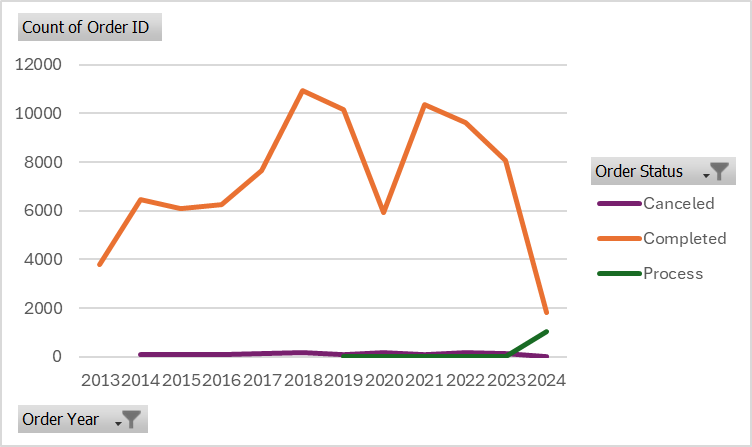 Count of Order ID
12000
10000
8000
6000
4000
2000
0
2013 2014 2015 2016 2017 2018 2019 2020 2021 2022 2023 2024
Order Status
Canceled
Completed
Process
Order Year